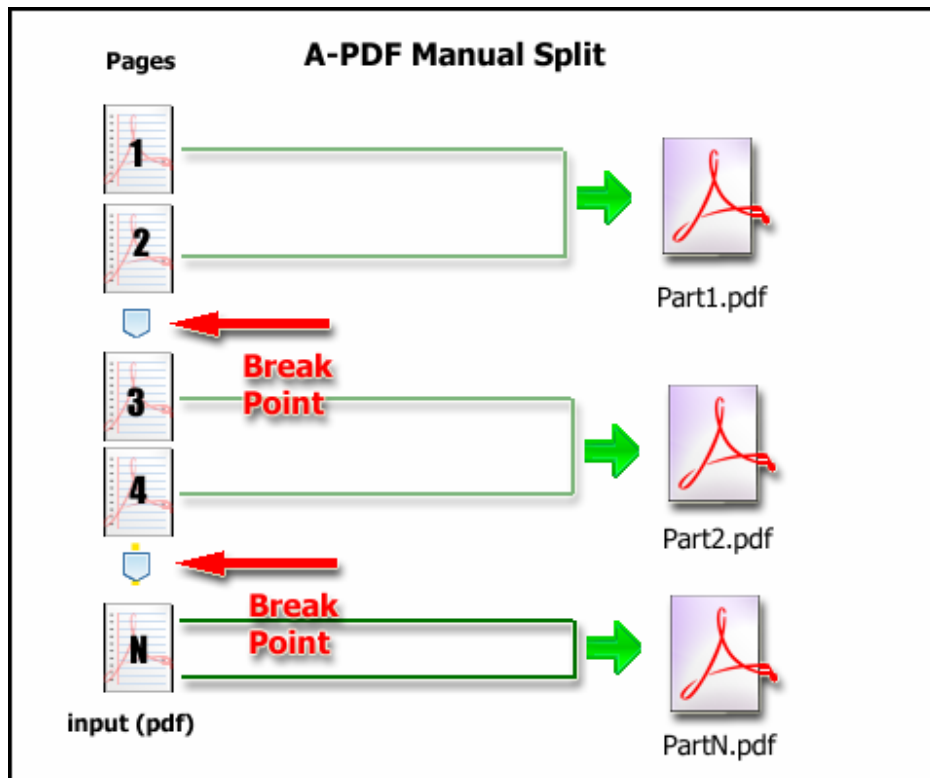 A-PDF Manual Split
Pages
1
2
Part1.pdf
Break
Point
3
4
Part2.pdf
Break
Point
N
input (pdf)
PartN.pdf